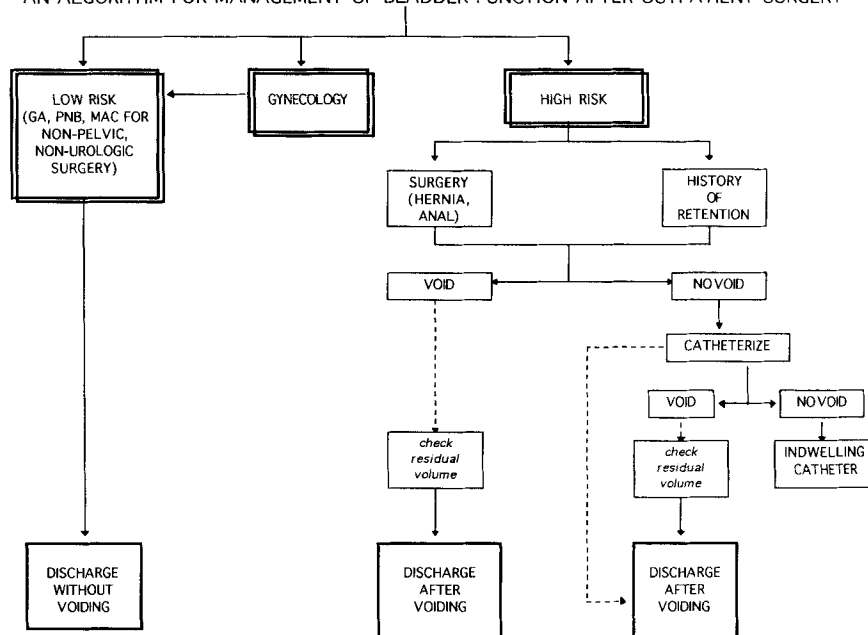 AN ALGORITHM FOR MANAGEMENT OF BLADDER FUNCTION AFTER OUTPATIENT SURGERY
LOW RISK
(GA, PNB, MAC FOR
NON-PELVIC,
NON-UROLOGIC
SURGERY)
GYNECOLOGY
HIGH RISK
SURGERY
(HERNIA,
ANAL)
HISTORY
OF
RETENTION
VOID
NO VOID
CATHETERIZE
VOID
NO VOID
check
residual
volume
check
residual
volume
INDWELLING
CATHETER
DISCHARGE
WITHOUT
VOIDING
DISCHARGE
AFTER
VOIDING
DISCHARGE
AFTER
VOIDING